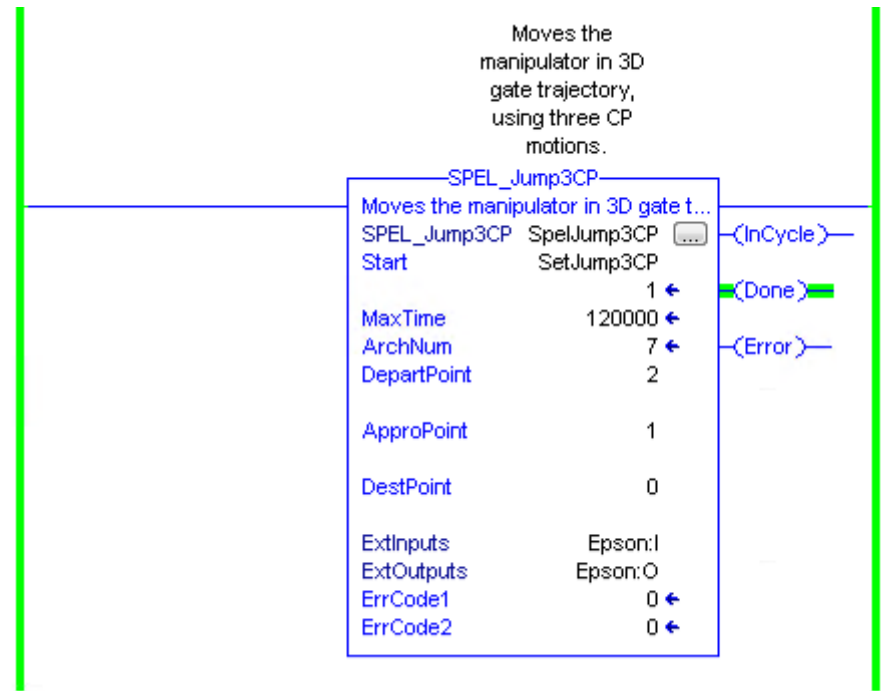 Moves the
manipulator in 3D
gate trajectory,
using three CP
motions.
SPEL_Jump3CP
Moves the manipulator in 3D gate t...
SPEL_Jump3CP SpelJump3CP ... (InCycle)
Start SetJump3CP
1 (Done)
MaxTime 120000
ArchNum 7 (Error)
DepartPoint 2
ApproPoint 1
DestPoint 0
ExtInputs Epson:I
ExtOutputs Epson:O
ErrCode1 0
ErrCode2 0